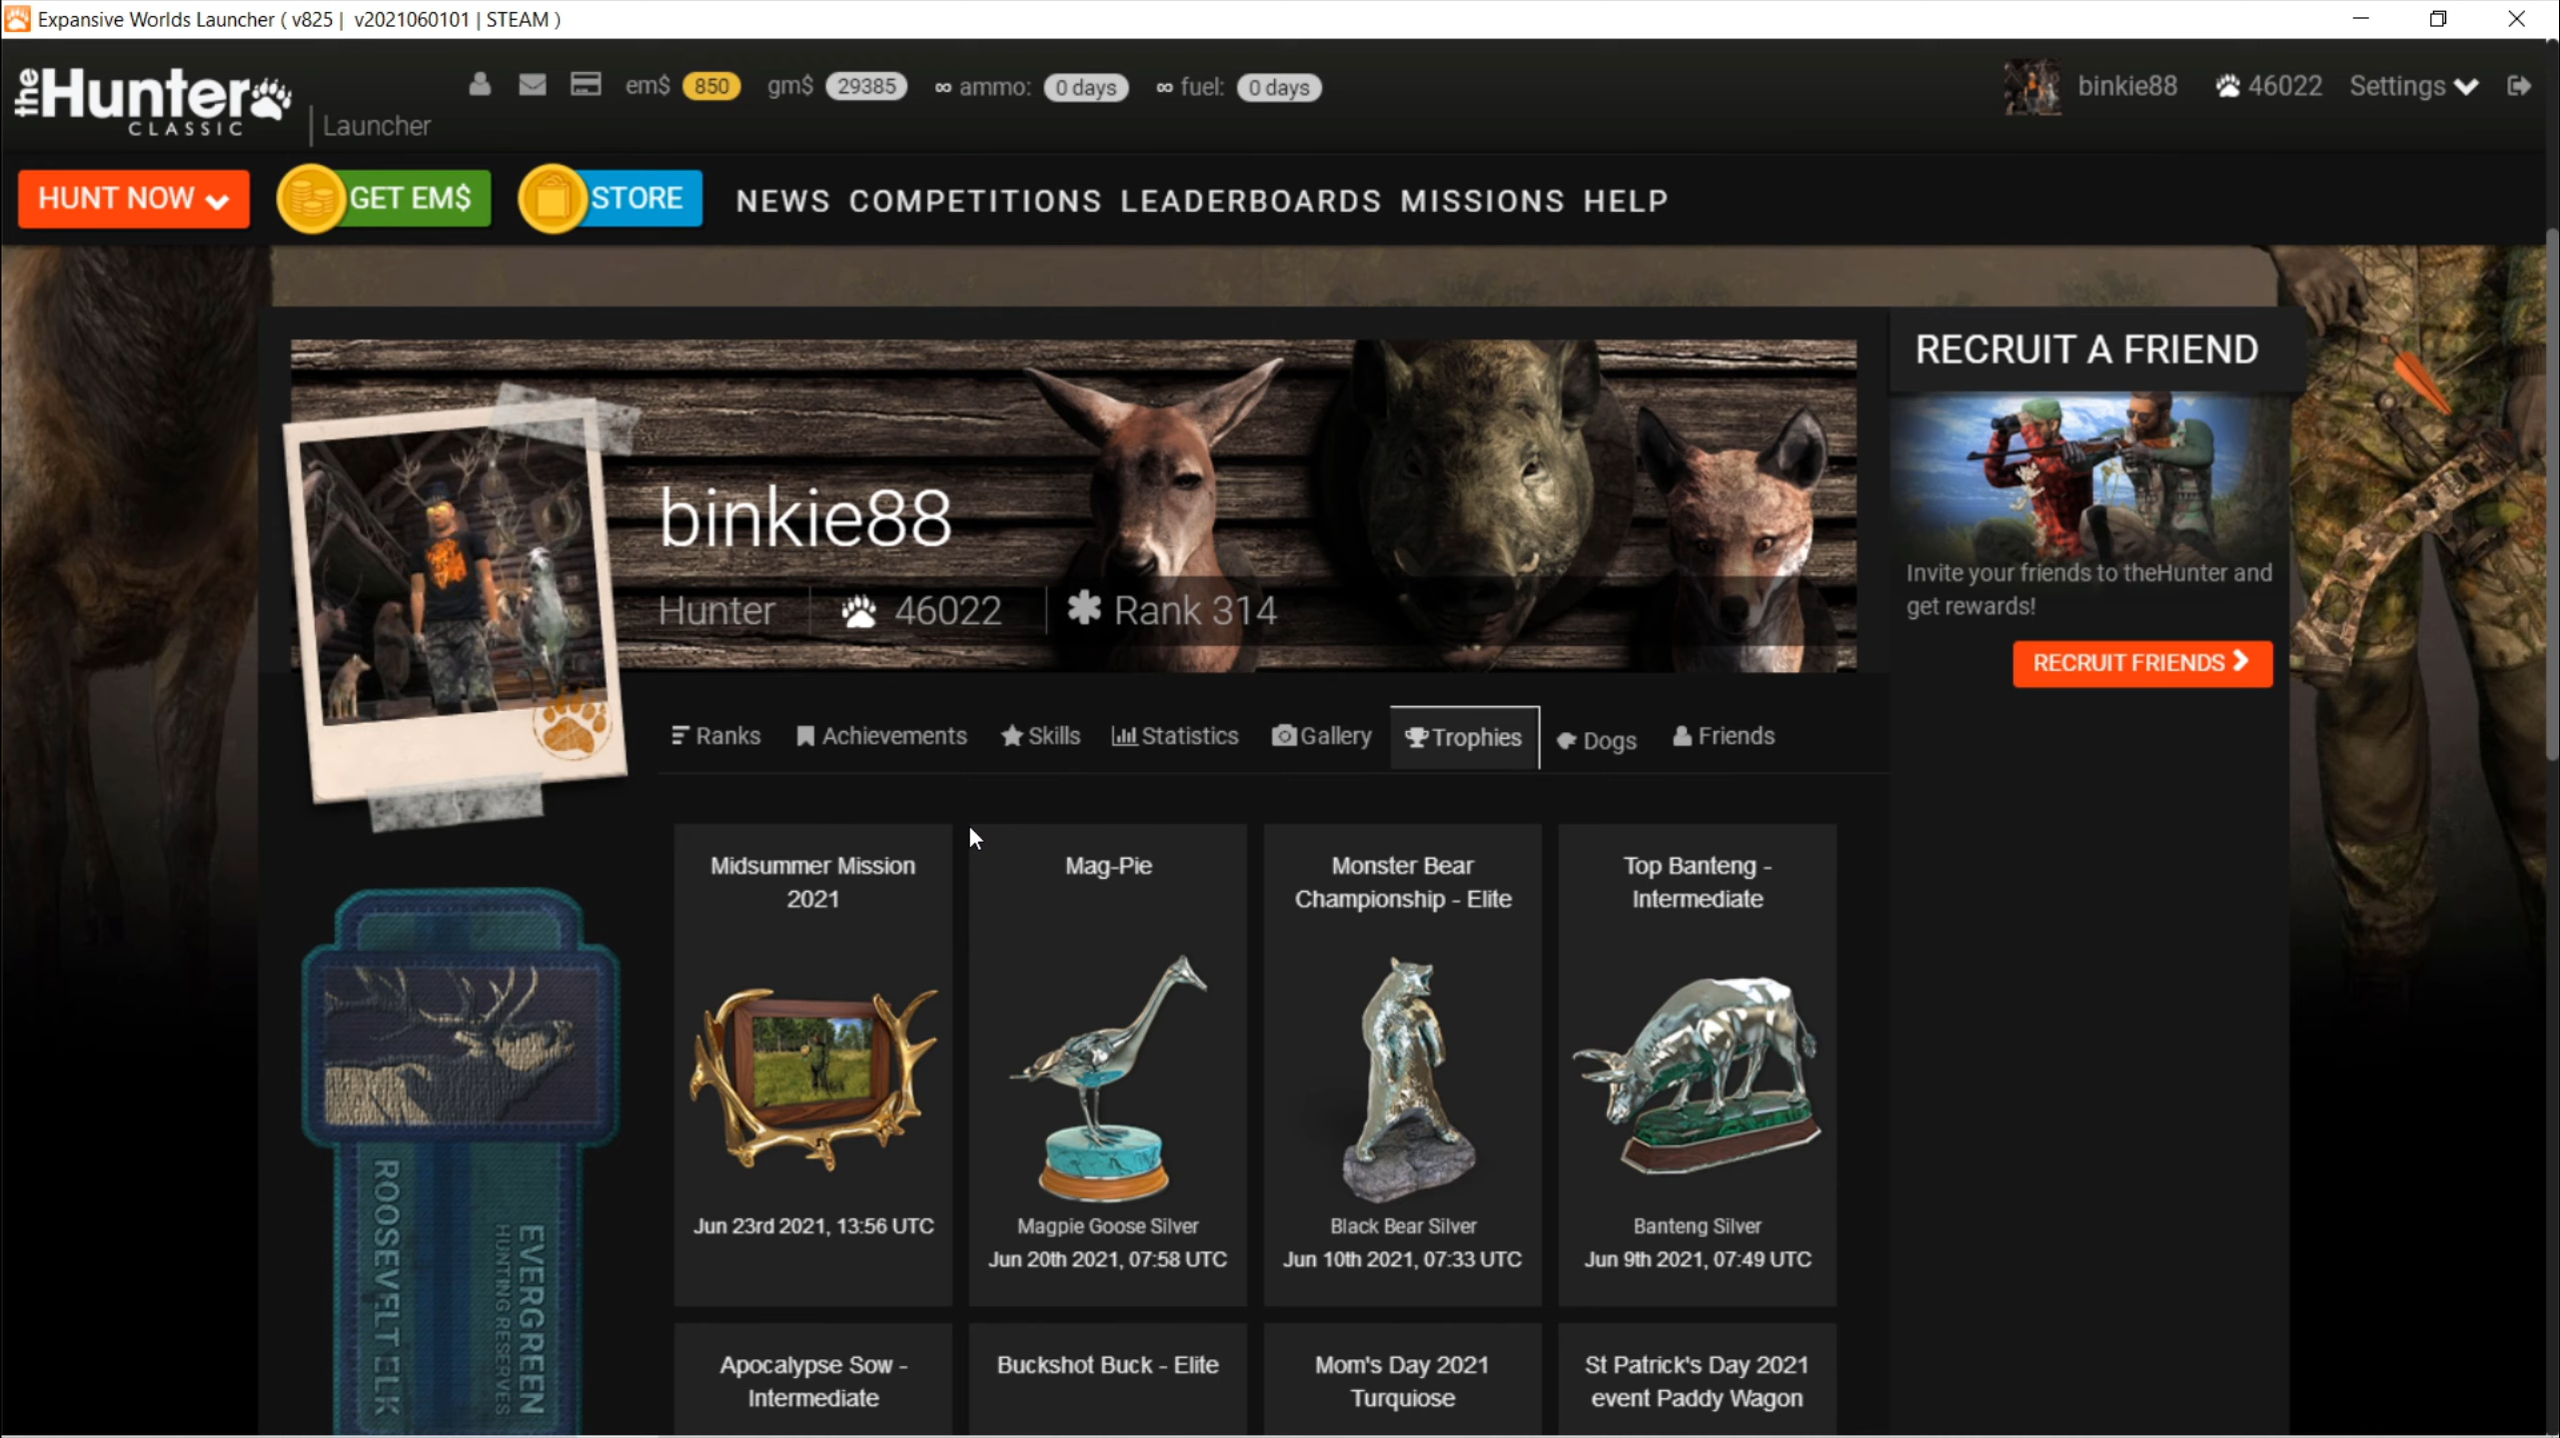 Expansive Worlds Launcher ( v825 | v2021060101 | STEAM )
theHunter
CLASSIC
Launcher
em$ 850 gm$ 29385 ∞ ammo: 0 days ∞ fuel: 0 days
binkie88 46022 Settings
HUNT NOW GET EM$ STORE NEWS COMPETITIONS LEADERBOARDS MISSIONS HELP
binkie88
Hunter 46022 Rank 314
RECRUIT A FRIEND
Invite your friends to theHunter and
get rewards!
RECRUIT FRIENDS
Ranks Achievements Skills Statistics Gallery Trophies Dogs Friends
Midsummer Mission
2021
Jun 23rd 2021, 13:56 UTC
Mag-Pie
Magpie Goose Silver
Jun 20th 2021, 07:58 UTC
Monster Bear
Championship - Elite
Black Bear Silver
Jun 10th 2021, 07:33 UTC
Top Banteng -
Intermediate
Banteng Silver
Jun 9th 2021, 07:49 UTC
Apocalypse Sow -
Intermediate
Buckshot Buck - Elite
Mom's Day 2021
Turquiose
St Patrick's Day 2021
event Paddy Wagon
ROOSEVELT ELK
EVERGREEN
HUNTING RESERVES